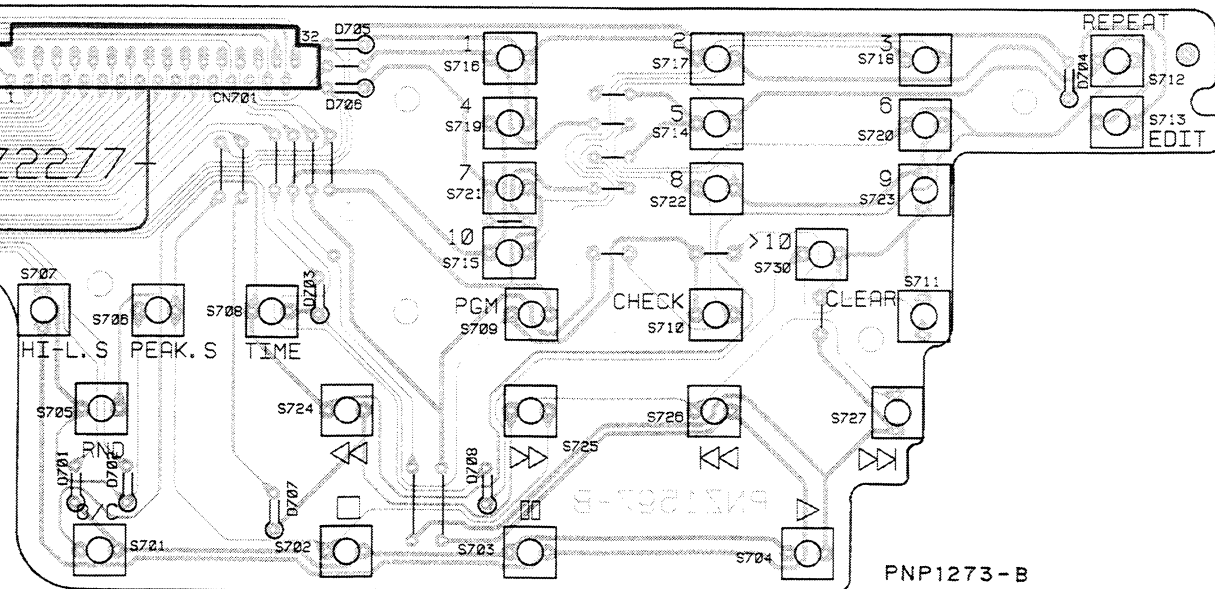 REPEAT
32 D705 1 2 3
S716 S717 S718 D704 S712
1 CN701 D706
4 5 6 S713
S719 S714 S720 EDIT
72277-
7 8 9
S721 S722 S723
10 >10
S715 S730
S707 D703 S711
PGM CHECK CLEAR
S706 S708 S709 S710
HI-L.S PEAK.S TIME
S705 S724 S726 S727
S725
RND
D701 D702 D708
D707 PNZ1567-B
S/C
S701 S702 S703 S704
PNP1273-B